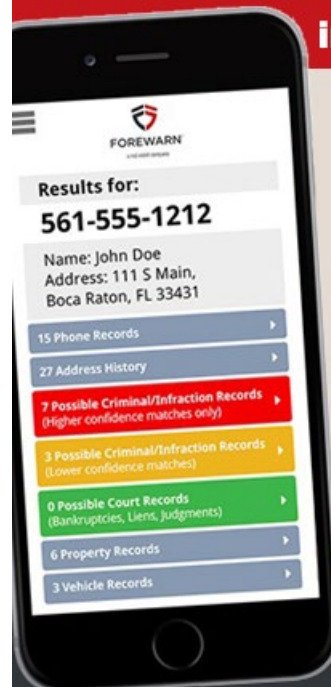 FOREWARN
Results for:
561-555-1212
Name: John Doe
Address: 111 S Main,
Boca Raton, FL 33431
15 Phone Records
27 Address History
7 Possible Criminal/Infraction Records
(Higher confidence matches only)
3 Possible Criminal/Infraction Records
(Lower confidence matches)
0 Possible Court Records
(Bankruptcies, Liens, Judgments)
6 Property Records
3 Vehicle Records